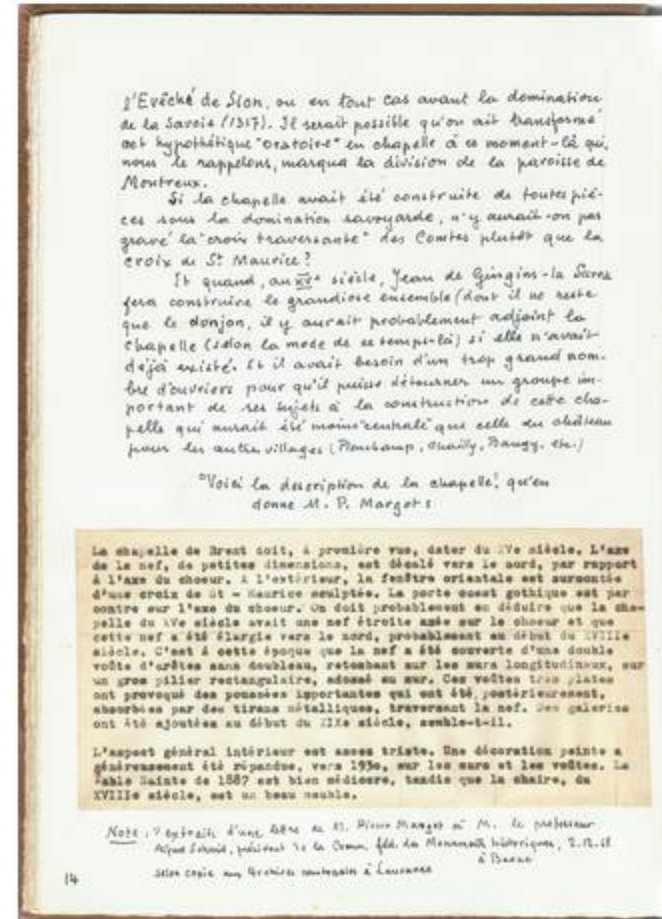 l'Evêché de Sion, ou en tout cas avant la domination
de la Savoie (1317). Il serait possible qu'on ait transformé
cet hypothétique "oratoire" en chapelle à ce moment-là qui,
nous le rappelons, marqua la division de la paroisse de
Montreux.
Si la chapelle avait été construite de toutes piè-
ces sous la domination savoyarde, n'y aurait-on pas
gravé la "croix traversante" des Comtes plutôt que la
croix de St Maurice?
Et quand, au XVe siècle, Jean de Gingins-la Sarra
fera construire le grandiose ensemble (dont il ne reste
que le donjon, il y aurait probablement adjoint la
chapelle (selon la mode de ce temps-là) si elle n'avait
déjà existé. Et il avait besoin d'un trop grand nom-
bre d'ouvriers pour qu'il puisse détourner un groupe im-
portant de ses sujets à la construction de cette cha-
pelle qui aurait été moins "centrale" que celle du château
pour les autres villages (Planchamp, Chailly, Baugy, etc.)
Voici la description de la chapelle, qu'en
donne M. P. Margot:
La chapelle de Brent doit, à première vue, dater du XVe siècle. L'axe
de la nef, de petites dimensions, est décalé vers le nord, par rapport
à l'axe du choeur. A l'extérieur, la fenêtre orientale est surmontée
d'une croix de St - Maurice sculptée. La porte ouest gothique est par
contre sur l'axe du choeur. On doit probablement en déduire que la cha-
pelle du XVe siècle avait une nef étroite axée sur le choeur et que
cette nef a été élargie vers le nord, probablement au début du XVIIIe
siècle. C'est à cette époque que la nef a été couverte d'une double
voûte d'arêtes sans doubleau, retombant sur les murs longitudinaux, sur
un gros pilier rectangulaire, adossé au mur. Ces voûtes très plates
ont provoqué des poussées importantes qui ont été, postérieurement,
absorbées par des tirans métalliques, traversant la nef. Des galeries
ont été ajoutées au début du XIXe siècle, semble-t-il.
L'aspect général intérieur est assez triste. Une décoration peinte a
généreusement été répandue, vers 1930, sur les murs et les voûtes. La
Table Sainte de 1887 est bien médiocre, tandis que la chaire, du
XVIIIe siècle, est un beau meuble.
Note: extraits d'une lettre de M. Pierre Margot à M. le professeur
Alfred Schmid, président de la Comm. féd. des Monuments historiques, 2.12.68
à Berne
selon copie aux Archives cantonales à Lausanne
14